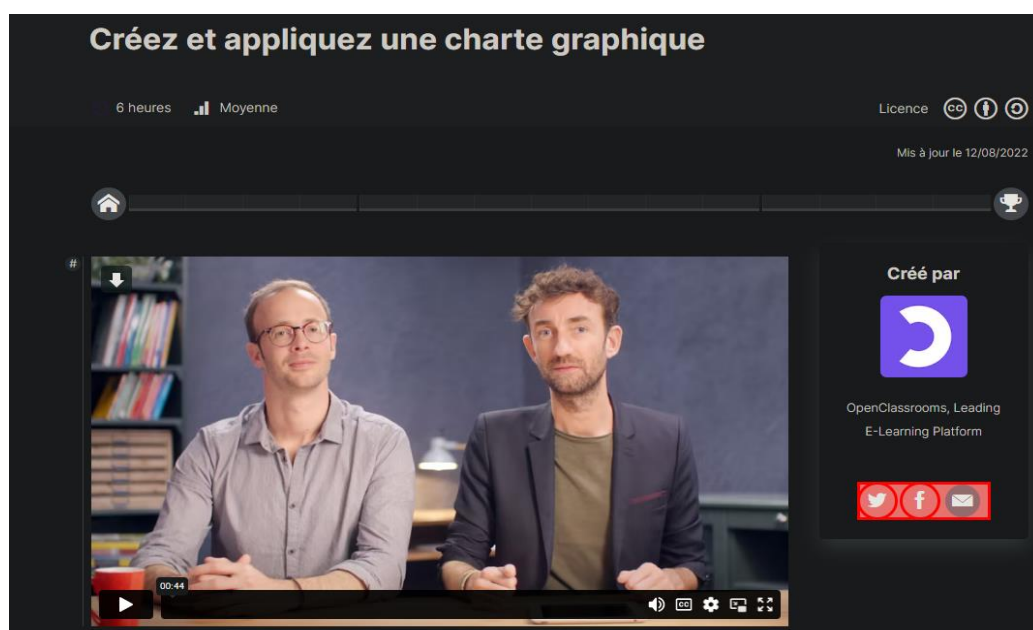 Créez et appliquez une charte graphique
6 heures
Moyenne
Licence
Mis à jour le 12/08/2022
#
Créé par
OpenClassrooms, Leading
E-Learning Platform
00:44